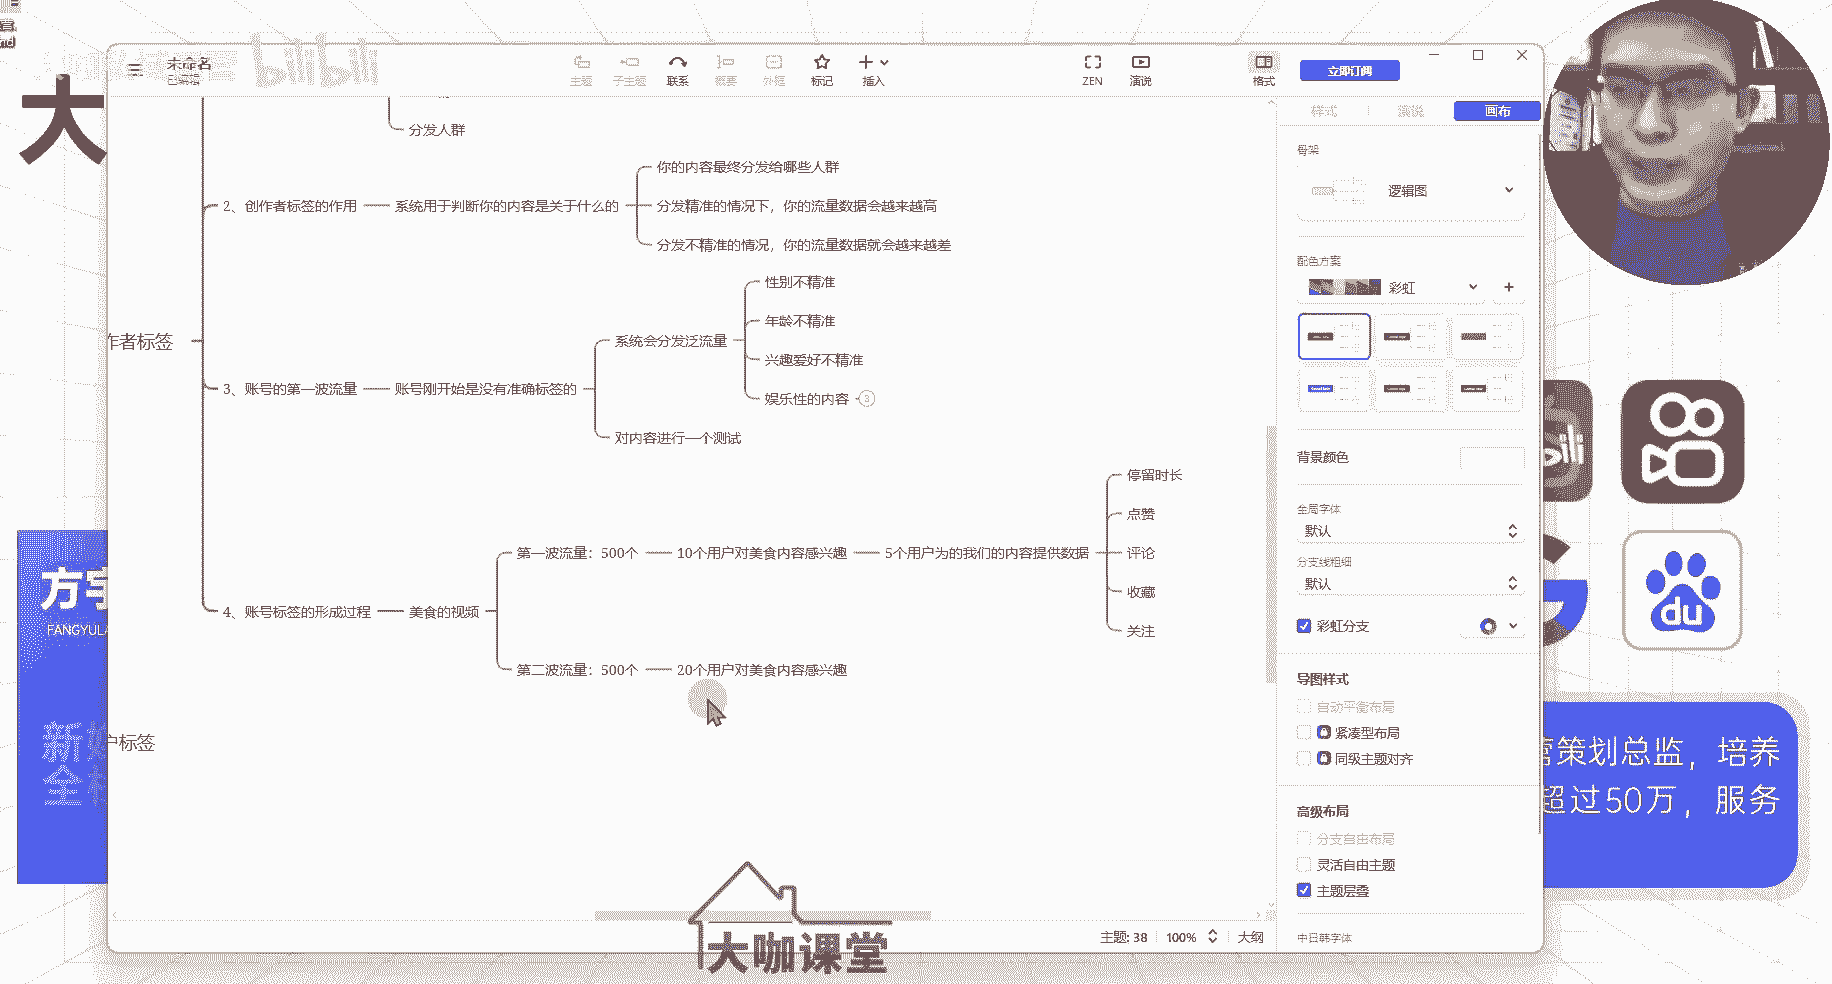 未命名
已编辑
bilibili
主题
子主题
联系
概要
外框
标记
插入
ZEN
演说
格式
立即订阅
大
样式
演说
画布
分发人群
你的内容最终分发给哪些人群
2、创作者标签的作用
系统用于判断你的内容是关于什么的
分发精准的情况下，你的流量数据会越来越高
分发不精准的情况，你的流量数据就会越来越差
性别不精准
年龄不精准
系统会分发泛流量
兴趣爱好不精准
作者标签
3、账号的第一波流量
账号刚开始是没有准确标签的
娱乐性的内容
3
对内容进行一个测试
停留时长
点赞
第一波流量：500个
10个用户对美食内容感兴趣
5个用户为的我们的内容提供数据
评论
收藏
4、账号标签的形成过程
美食的视频
关注
第二波流量：500个
20个用户对美食内容感兴趣
户标签
骨架
逻辑图
配色方案
彩虹
背景颜色
全局字体
默认
分支线粗细
默认
彩虹分支
导图样式
自动平衡布局
紧凑型布局
同级主题对齐
高级布局
分支自由布局
灵活自由主题
主题层叠
中日韩字体
主题: 38
100%
大纲
方宇
FANGYULA
新媒
全
du
营策划总监，培养
超过50万，服务
大咖课堂